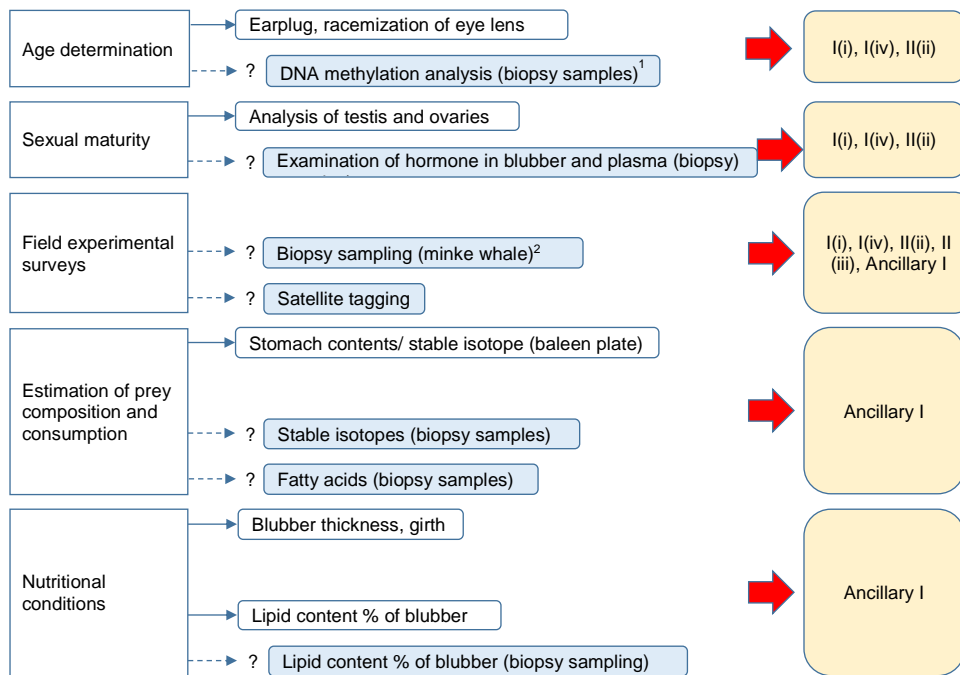 Age determination
Earplug, racemization of eye lens
? DNA methylation analysis (biopsy samples)1
I(i), I(iv), II(ii)
Sexual maturity
Analysis of testis and ovaries
? Examination of hormone in blubber and plasma (biopsy)
I(i), I(iv), II(ii)
Field experimental
surveys
? Biopsy sampling (minke whale)2
? Satellite tagging
I(i), I(iv), II(ii), II
(iii), Ancillary I
Estimation of prey
composition and
consumption
Stomach contents/ stable isotope (baleen plate)
? Stable isotopes (biopsy samples)
? Fatty acids (biopsy samples)
Ancillary I
Nutritional
conditions
Blubber thickness, girth
Lipid content % of blubber
? Lipid content % of blubber (biopsy sampling)
Ancillary I